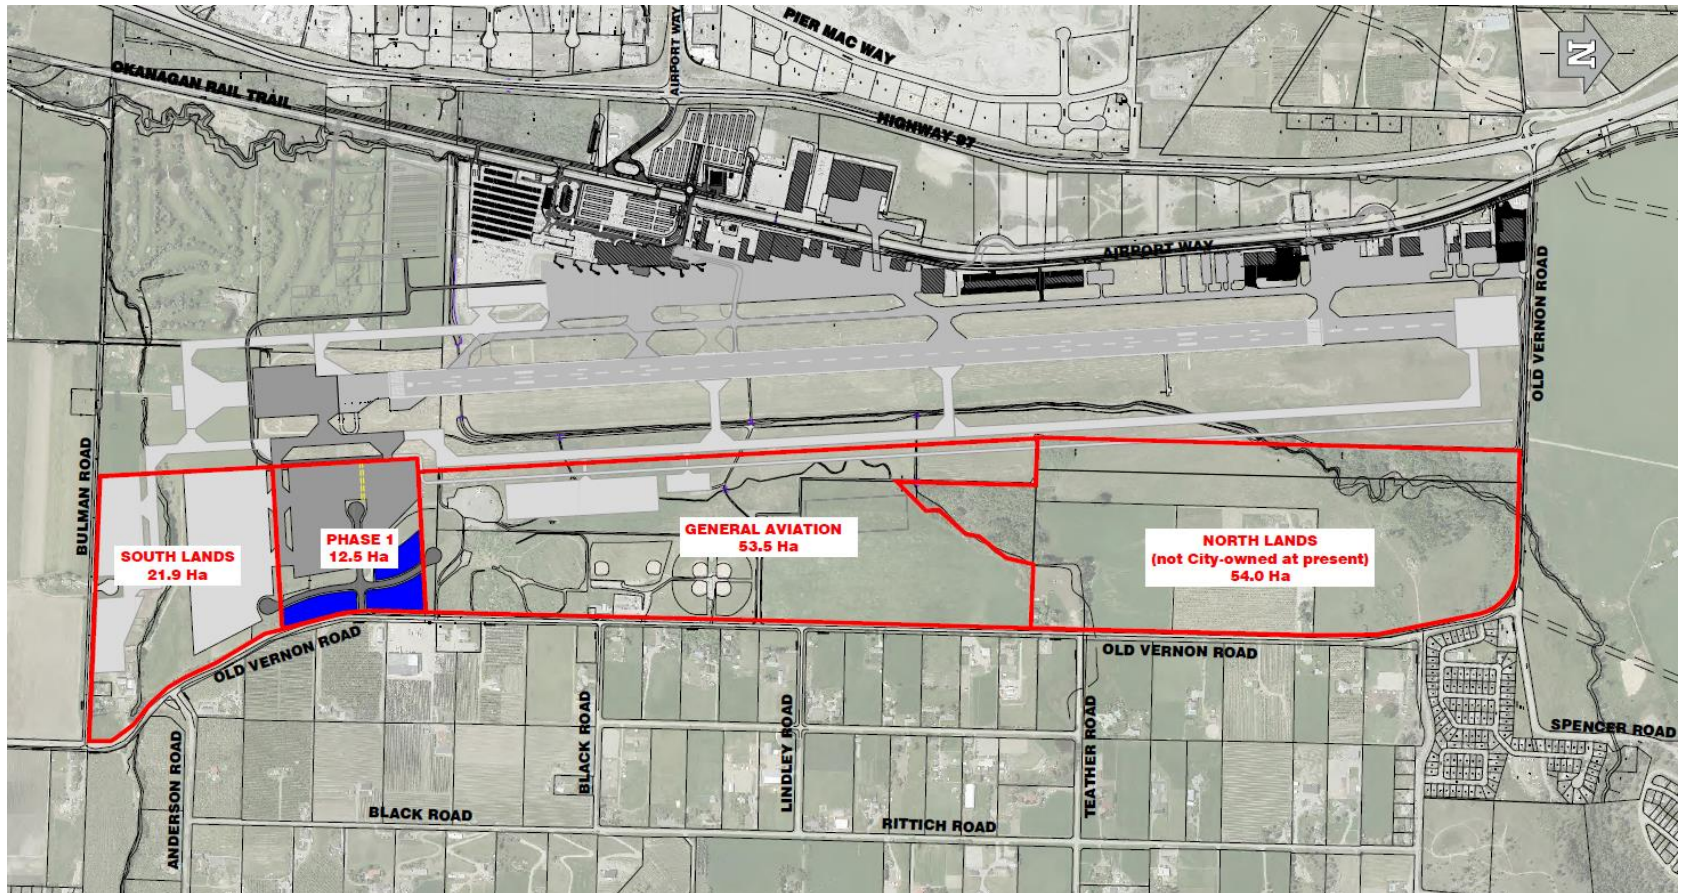 PIER MAC WAY
AIRPORT WAY
N
OKANAGAN RAIL TRAIL
HIGHWAY 97
AIRPORT WAY
OLD VERNON ROAD
BULMAN ROAD
SOUTH LANDS
21.9 Ha
PHASE 1
12.5 Ha
GENERAL AVIATION
53.5 Ha
NORTH LANDS
(not City-owned at present)
54.0 Ha
OLD VERNON ROAD
OLD VERNON ROAD
ANDERSON ROAD
BLACK ROAD
LINDLEY ROAD
TEATHER ROAD
SPENCER ROAD
BLACK ROAD
RITTICH ROAD